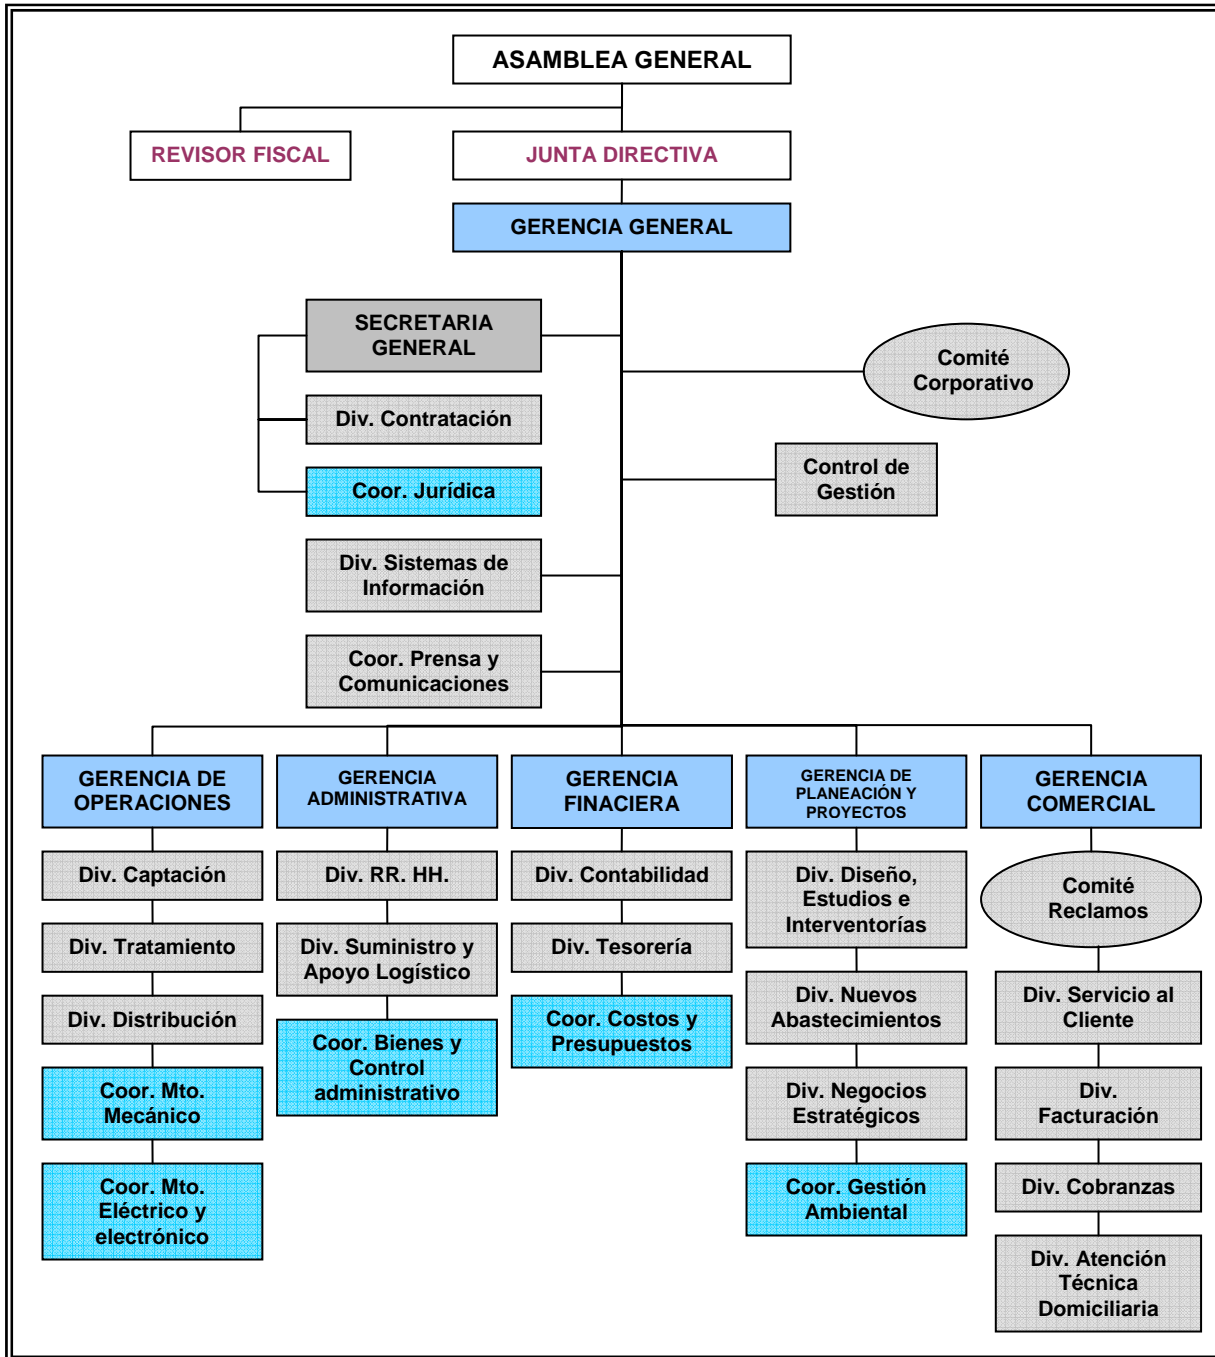 ASAMBLEA GENERAL
REVISOR FISCAL
JUNTA DIRECTIVA
GERENCIA GENERAL
SECRETARIA
GENERAL
Comité
Corporativo
Div. Contratación
Control de
Gestión
Coor. Jurídica
Div. Sistemas de
Información
Coor. Prensa y
Comunicaciones
GERENCIA DE
OPERACIONES
GERENCIA
ADMINISTRATIVA
GERENCIA
FINACIERA
GERENCIA DE
PLANEACIÓN Y
PROYECTOS
GERENCIA
COMERCIAL
Div. Captación
Div. Tratamiento
Div. Distribución
Coor. Mto.
Mecánico
Coor. Mto.
Eléctrico y
electrónico
Div. RR. HH.
Div. Suministro y
Apoyo Logístico
Coor. Bienes y
Control
administrativo
Div. Contabilidad
Div. Tesorería
Coor. Costos y
Presupuestos
Div. Diseño,
Estudios e
Interventorías
Div. Nuevos
Abastecimientos
Div. Negocios
Estratégicos
Coor. Gestión
Ambiental
Comité
Reclamos
Div. Servicio al
Cliente
Div.
Facturación
Div. Cobranzas
Div. Atención
Técnica
Domiciliaria